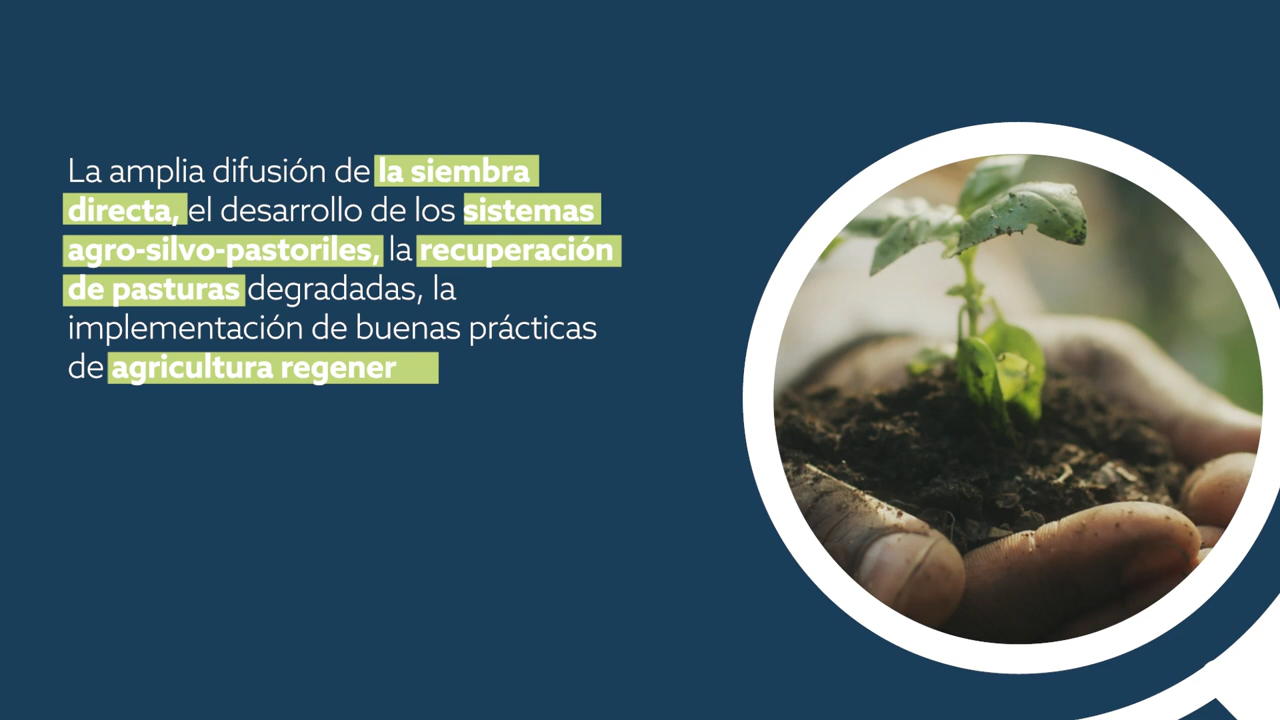 La amplia difusión de la siembra
directa, el desarrollo de los sistemas
agro-silvo-pastoriles, la recuperación
de pasturas degradadas, la
implementación de buenas prácticas
de agricultura regener